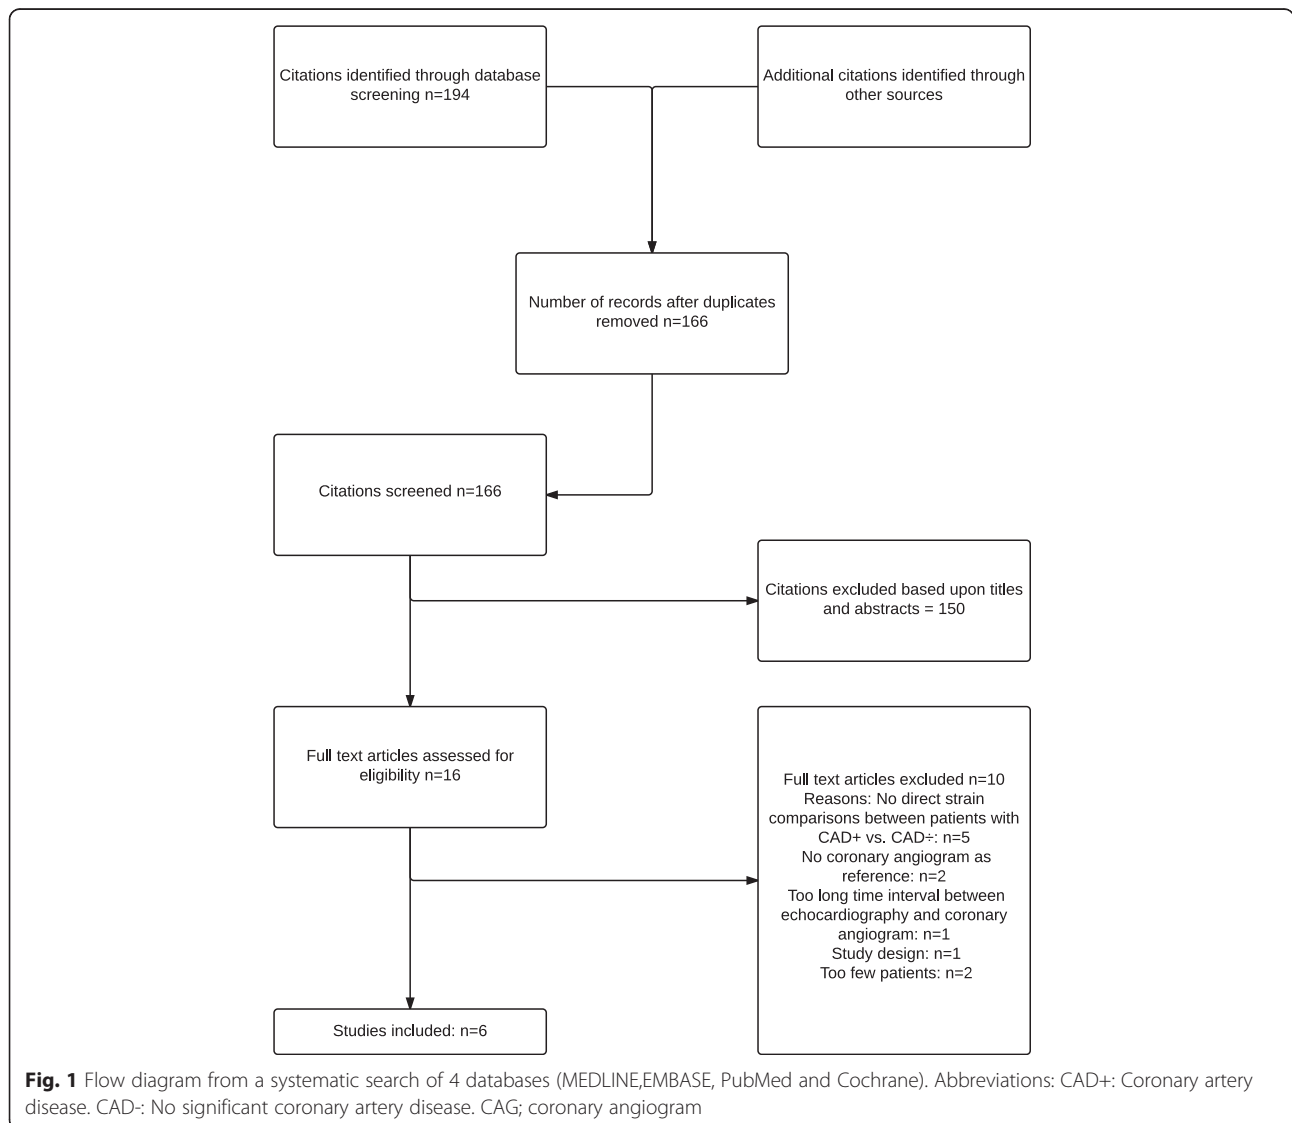 Citations identified through database
screening n=194
Additional citations identified through
other sources
Number of records after duplicates
removed n=166
Citations screened n=166
Citations excluded based upon titles
and abstracts = 150
Full text articles assessed for
eligibility n=16
Full text articles excluded n=10
Reasons: No direct strain
comparisons between patients with
CAD+ vs. CAD÷: n=5
No coronary angiogram as
reference: n=2
Too long time interval between
echocardiography and coronary
angiogram: n=1
Study design: n=1
Too few patients: n=2
Studies included: n=6
Fig. 1 Flow diagram from a systematic search of 4 databases (MEDLINE,EMBASE, PubMed and Cochrane). Abbreviations: CAD+: Coronary artery
disease. CAD-: No significant coronary artery disease. CAG; coronary angiogram